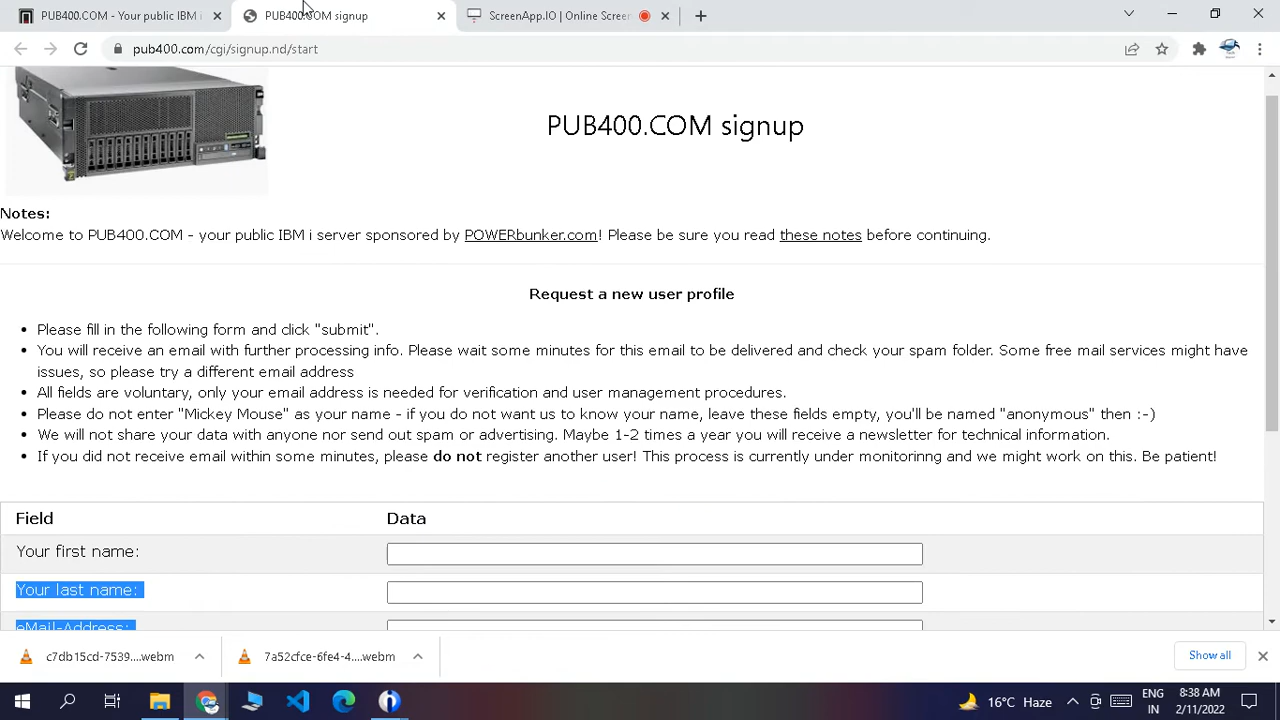 PUB400.COM - Your public IBM i
PUB400.COM signup
ScreenApp.IO | Online Screen
pub400.com/cgi/signup.nd/start
PUB400.COM signup
Notes:
Welcome to PUB400.COM - your public IBM i server sponsored by POWERbunker.com! Please be sure you read these notes before continuing.
Request a new user profile
Please fill in the following form and click "submit".
You will receive an email with further processing info. Please wait some minutes for this email to be delivered and check your spam folder. Some free mail services might have
issues, so please try a different email address
All fields are voluntary, only your email address is needed for verification and user management procedures.
Please do not enter "Mickey Mouse" as your name - if you do not want us to know your name, leave these fields empty, you'll be named "anonymous" then :-)
We will not share your data with anyone nor send out spam or advertising. Maybe 1-2 times a year you will receive a newsletter for technical information.
If you did not receive email within some minutes, please do not register another user! This process is currently under monitorinng and we might work on this. Be patient!
Field Data
Your first name:
Your last name:
eMail-Address:
c7db15cd-7539....webm
7a52cfce-6fe4-4....webm
Show all
16°C Haze
ENG
IN
8:38 AM
2/11/2022